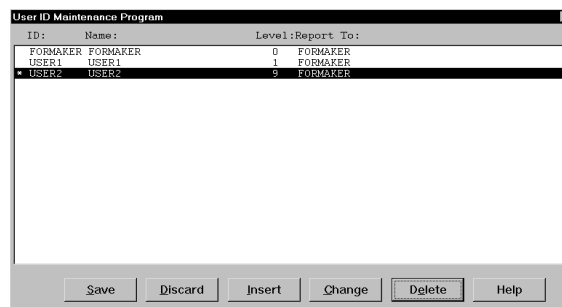 User ID Maintenance Program
ID: Name: Level:Report To:
FORMAKER FORMAKER 0 FORMAKER
USER1 USER1 1 FORMAKER
* USER2 USER2 9 FORMAKER
Save Discard Insert Change Delete Help